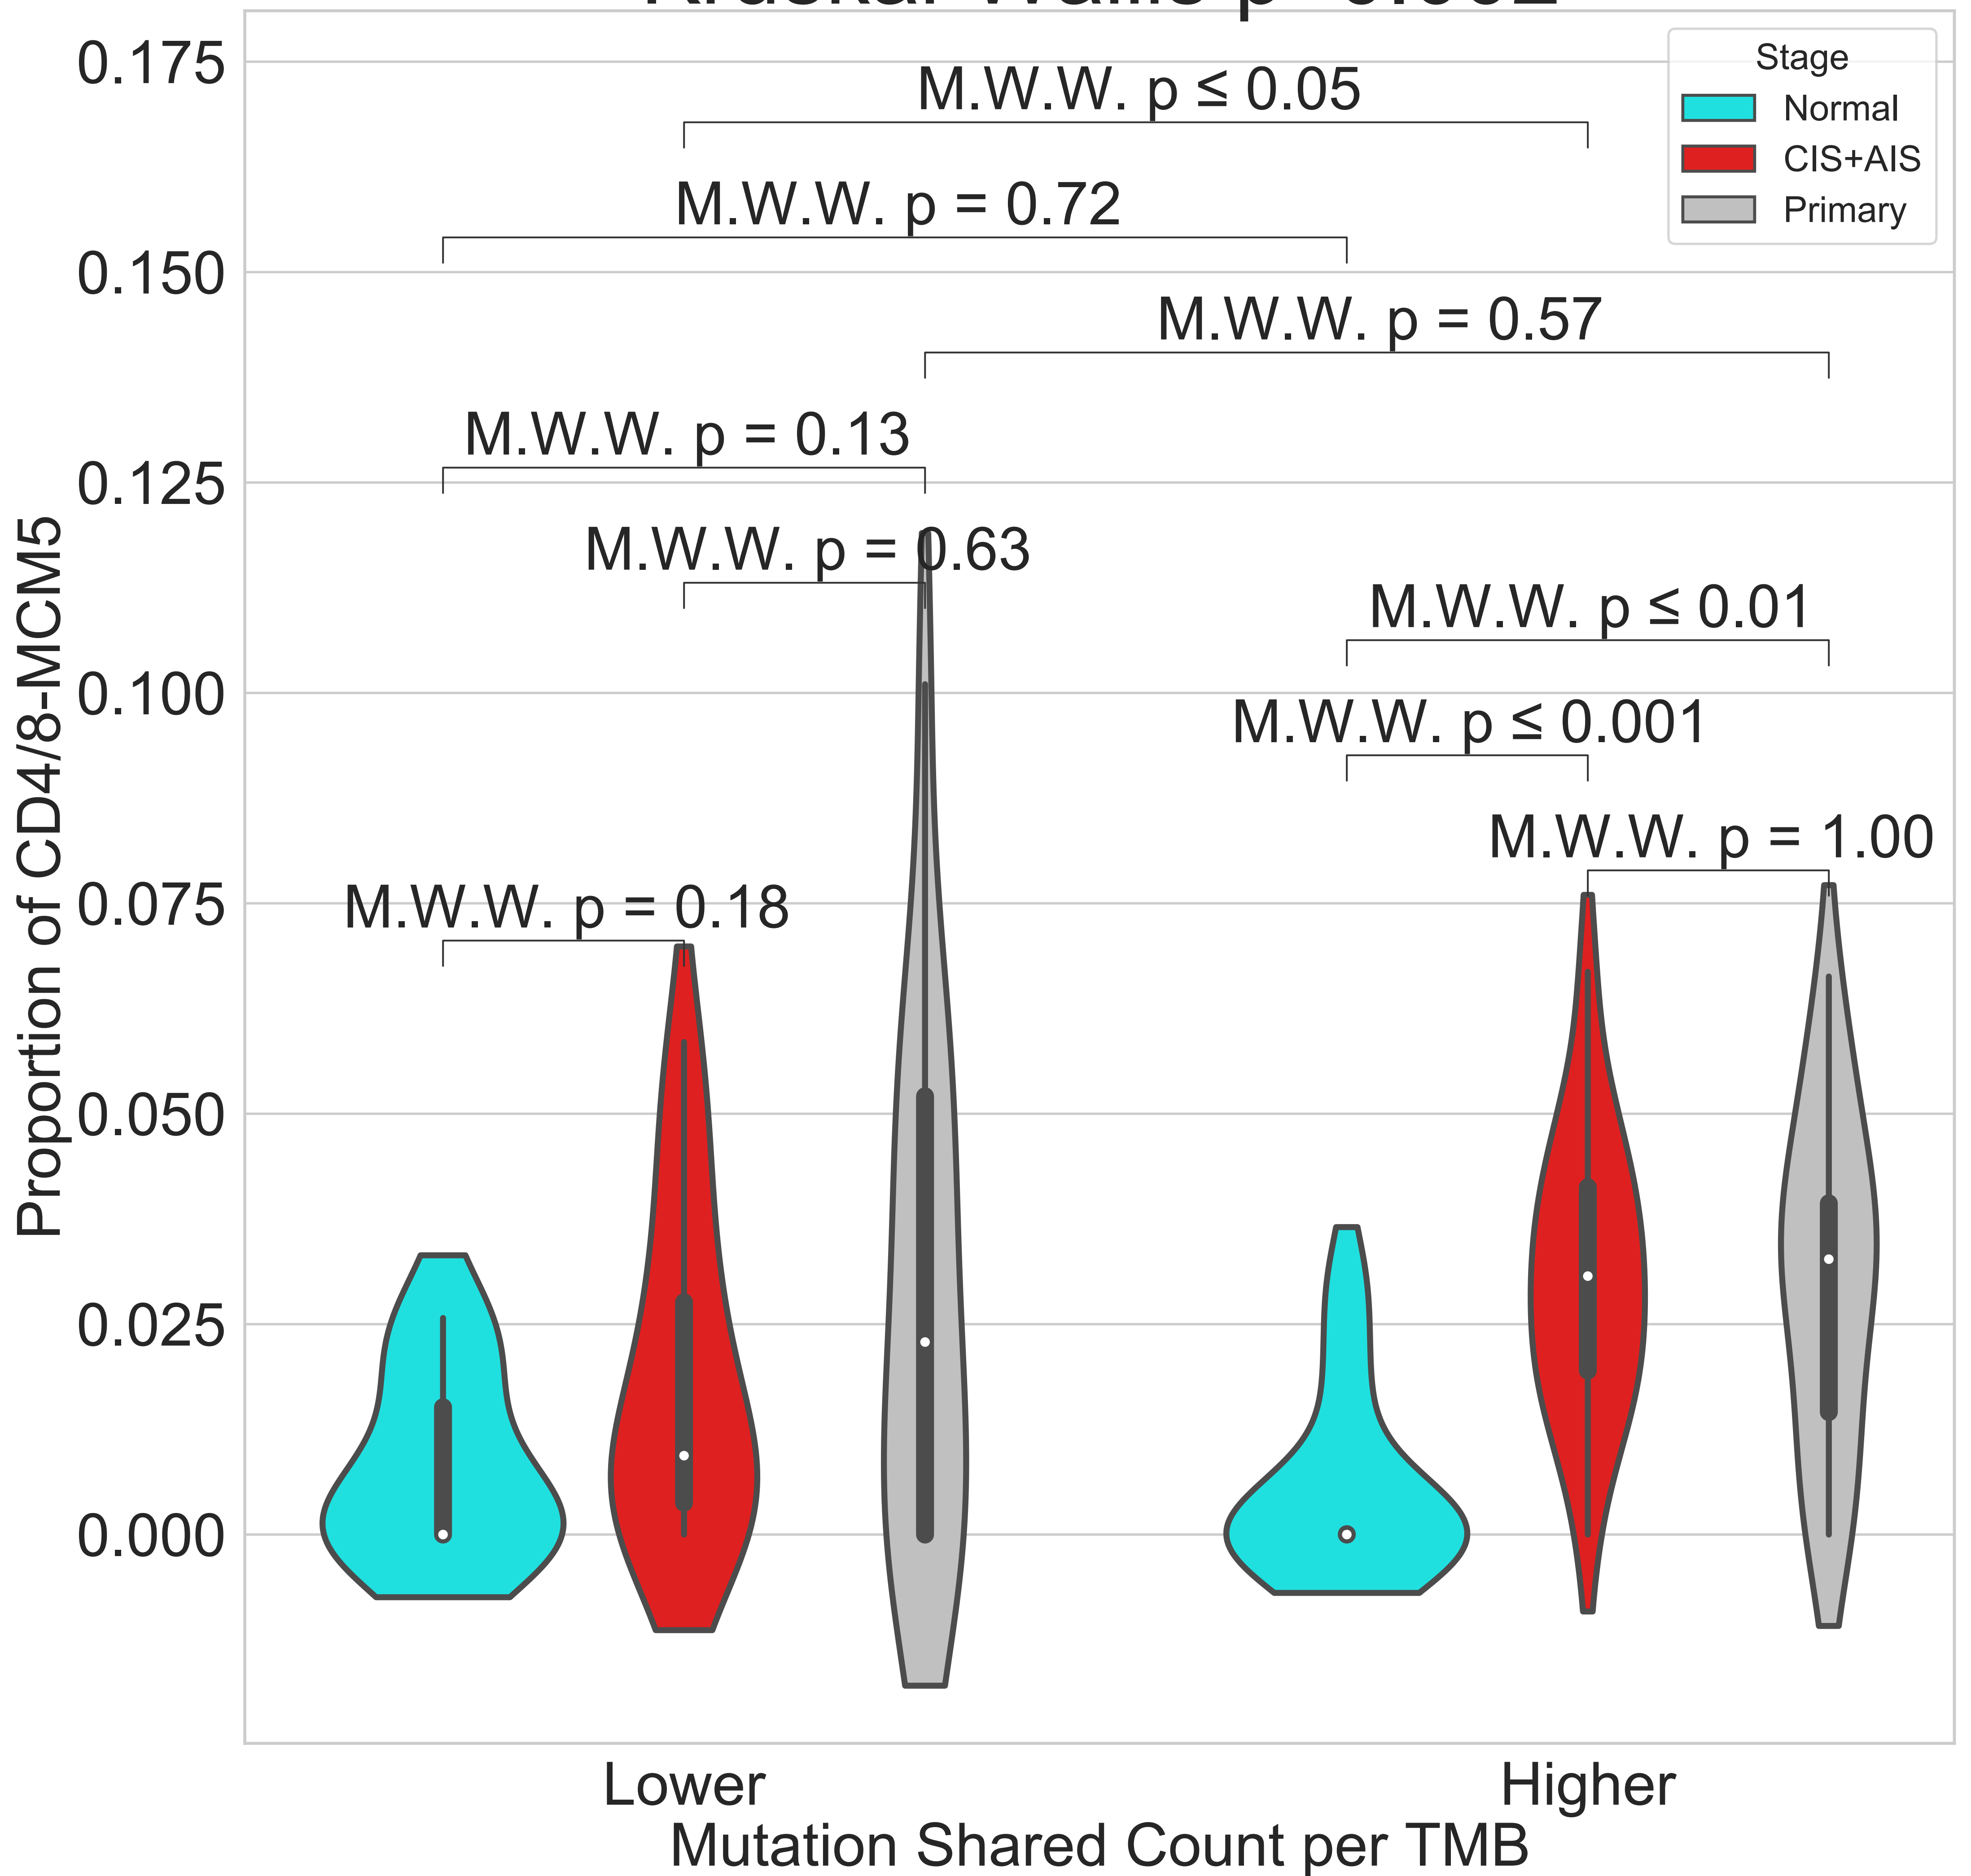 0.175
0.150
0.125
0.100
0.075
0.050
0.025
0.000
Proportion of CD4/8-MCM5
Stage
Normal
CIS+AIS
Primary
M.W.W. p ≤ 0.05
M.W.W. p = 0.72
M.W.W. p = 0.57
M.W.W. p = 0.13
M.W.W. p = 0.63
M.W.W. p ≤ 0.01
M.W.W. p ≤ 0.001
M.W.W. p = 1.00
M.W.W. p = 0.18
Lower
Higher
Mutation Shared Count per TMB